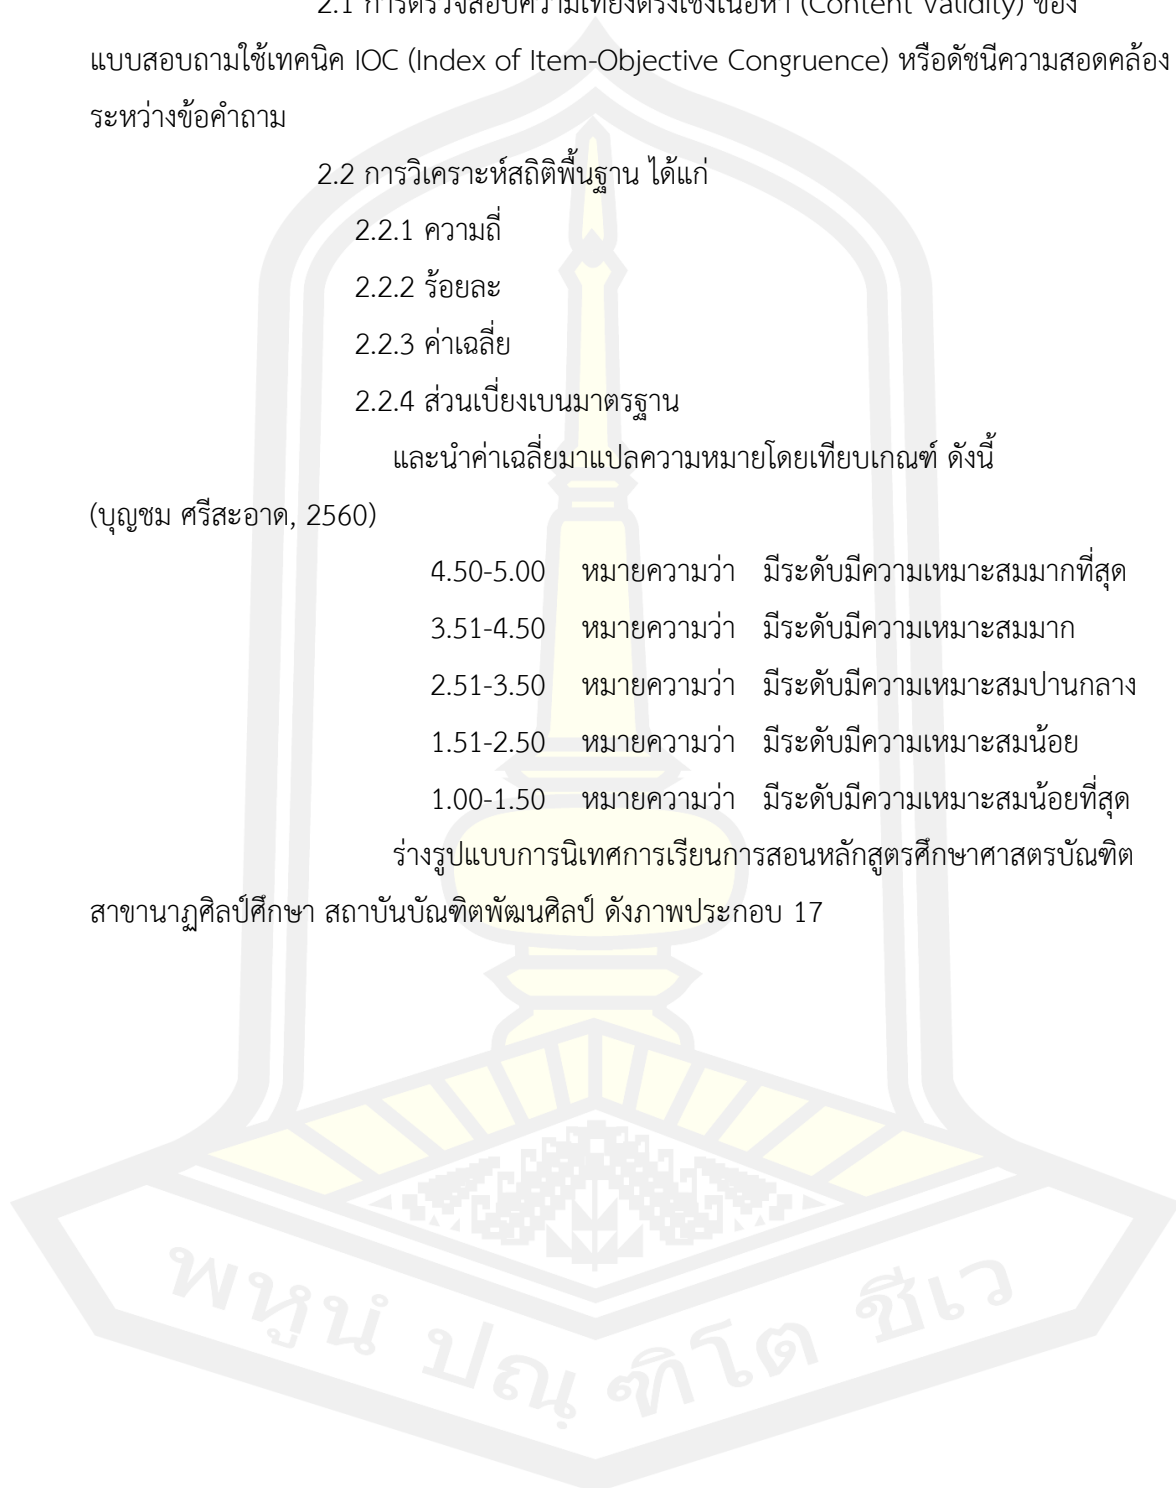 2.1 การตรวจสอบความเที่ยงตรงเชิงเนื้อหา (Content Validity) ของ
แบบสอบถามใช้เทคนิค IOC (Index of Item-Objective Congruence) หรือดัชนีความสอดคล้อง
ระหว่างข้อคำถาม
2.2 การวิเคราะห์สถิติพื้นฐาน ได้แก่
2.2.1 ความถี่
2.2.2 ร้อยละ
2.2.3 ค่าเฉลี่ย
2.2.4 ส่วนเบี่ยงเบนมาตรฐาน
และนำค่าเฉลี่ยมาแปลความหมายโดยเทียบเกณฑ์ ดังนี้
(บุญชม ศรีสะอาด, 2560)
4.50-5.00 หมายความว่า มีระดับมีความเหมาะสมมากที่สุด
3.51-4.50 หมายความว่า มีระดับมีความเหมาะสมมาก
2.51-3.50 หมายความว่า มีระดับมีความเหมาะสมปานกลาง
1.51-2.50 หมายความว่า มีระดับมีความเหมาะสมน้อย
1.00-1.50 หมายความว่า มีระดับมีความเหมาะสมน้อยที่สุด
ร่างรูปแบบการนิเทศการเรียนการสอนหลักสูตรศึกษาศาสตรบัณฑิต
สาขานาฏศิลป์ศึกษา สถาบันบัณฑิตพัฒนศิลป์ ดังภาพประกอบ 17
พหูนํ ปณฺฑิโต ชีเว